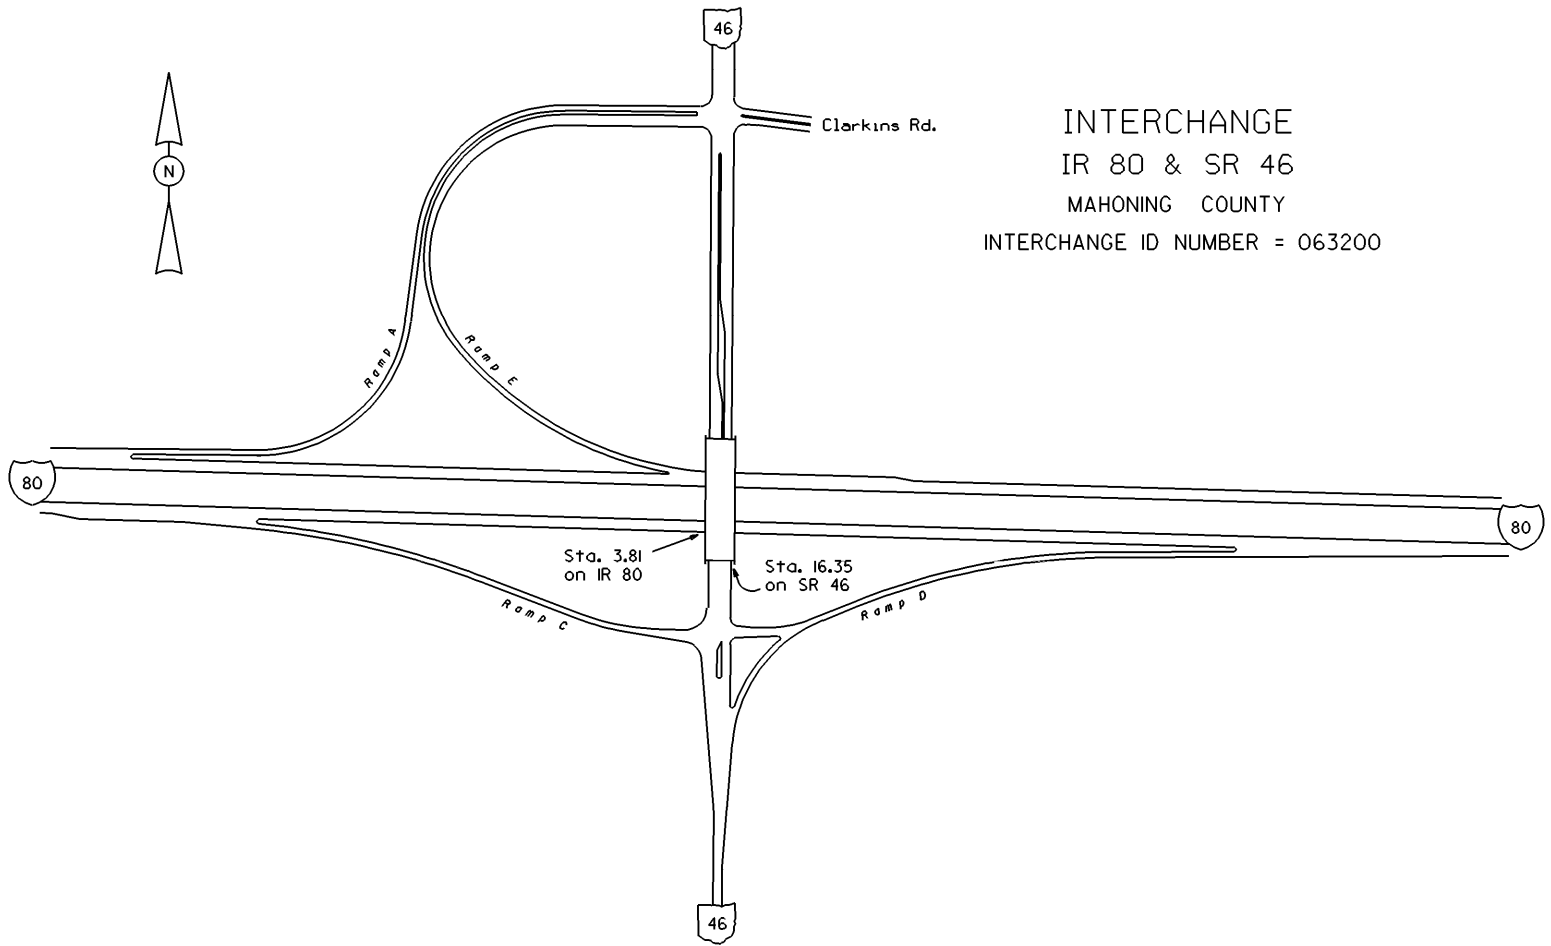 46
N
Clarkins Rd.
INTERCHANGE
IR 80 & SR 46
MAHONING COUNTY
INTERCHANGE ID NUMBER = 063200
Ramp A
Ramp E
80
80
Sta. 3.81
on IR 80
Sta. 16.35
on SR 46
Ramp C
Ramp D
46